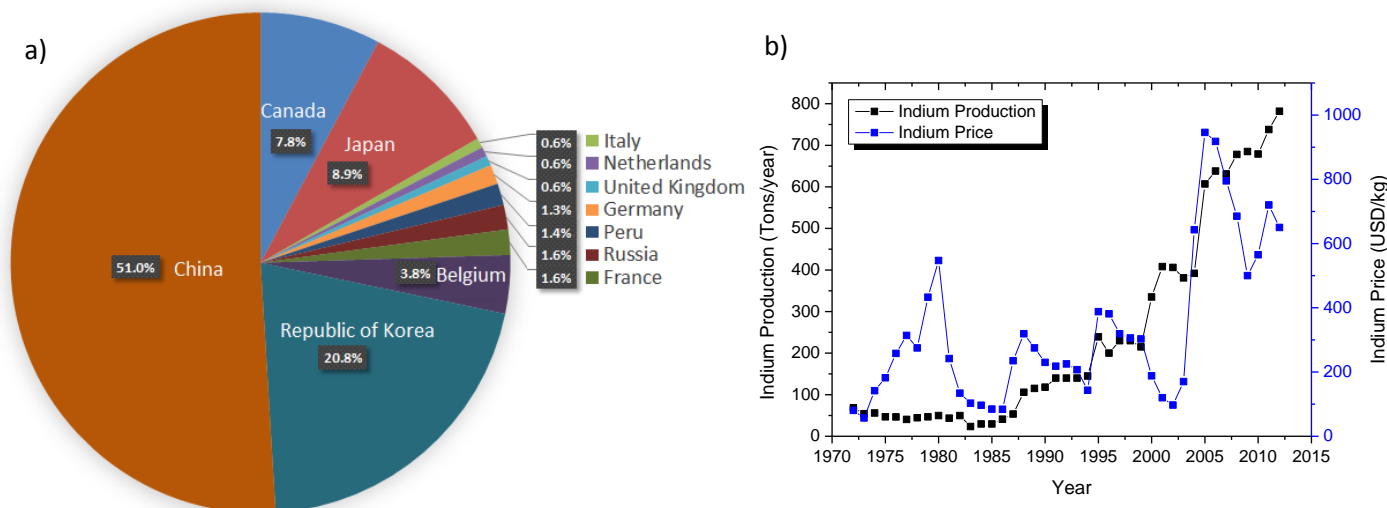 a)
Canada
7.8%
Japan
8.9%
0.6% Italy
0.6% Netherlands
0.6% United Kingdom
1.3% Germany
1.4% Peru
1.6% Russia
1.6% France
3.8% Belgium
51.0% China
Republic of Korea
20.8%
b)
Indium Production
Indium Price
Indium Production (Tons/year)
800
700
600
500
400
300
200
100
0
Indium Price (USD/kg)
1000
800
600
400
200
0
1970 1975 1980 1985 1990 1995 2000 2005 2010 2015
Year